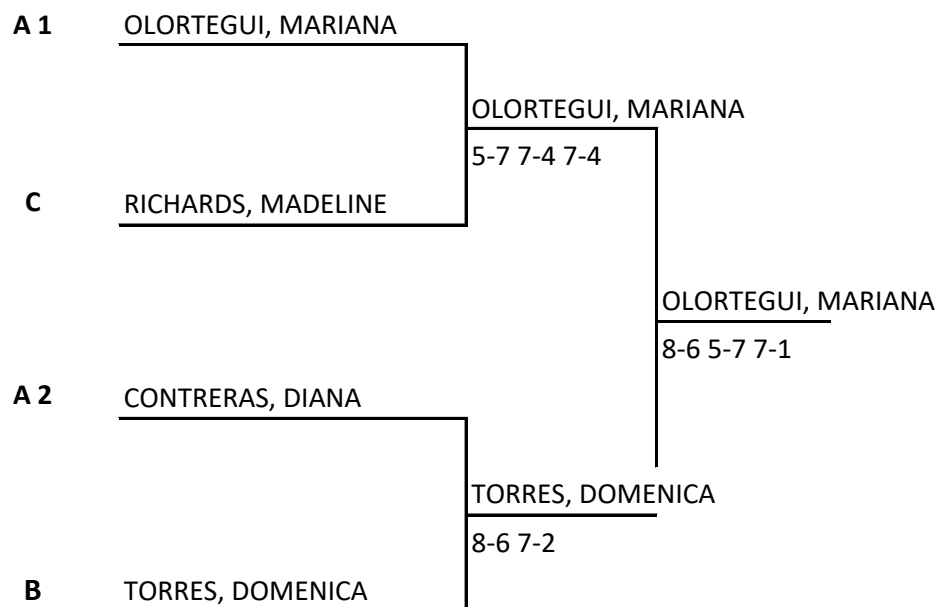 A 1 OLORTEGUI, MARIANA
OLORTEGUI, MARIANA
5-7 7-4 7-4
C RICHARDS, MADELINE
OLORTEGUI, MARIANA
8-6 5-7 7-1
A 2 CONTRERAS, DIANA
TORRES, DOMENICA
8-6 7-2
B TORRES, DOMENICA